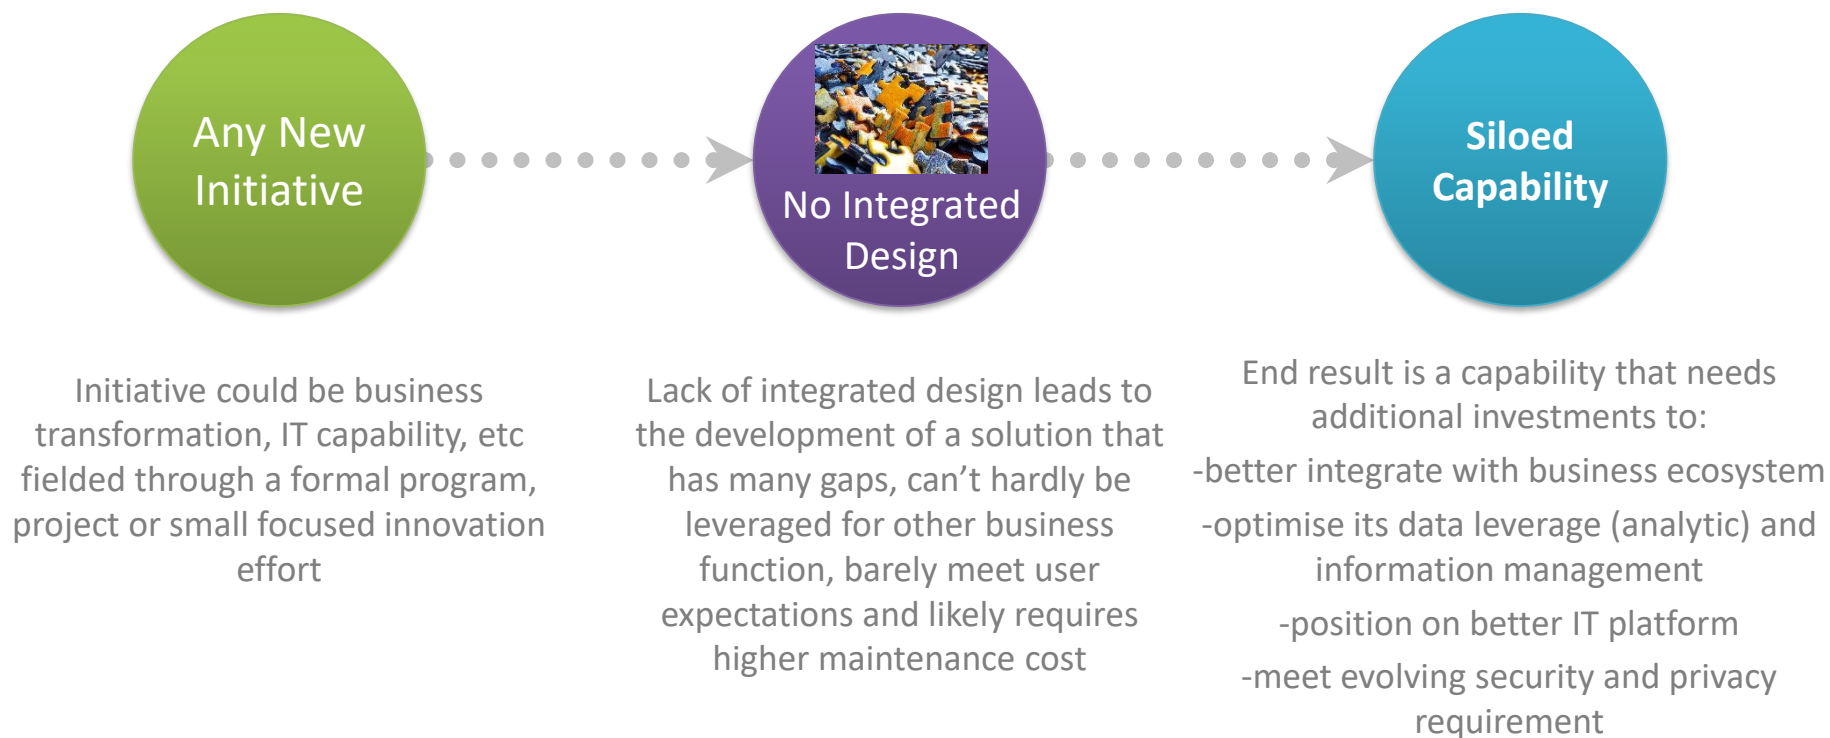 Any New
Initiative
No Integrated
Design
Siloed
Capability
Initiative could be business
transformation, IT capability, etc
fielded through a formal program,
project or small focused innovation
effort
Lack of integrated design leads to
the development of a solution that
has many gaps, can’t hardly be
leveraged for other business
function, barely meet user
expectations and likely requires
higher maintenance cost
End result is a capability that needs
additional investments to:
-better integrate with business ecosystem
-optimise its data leverage (analytic) and
information management
-position on better IT platform
-meet evolving security and privacy
requirement